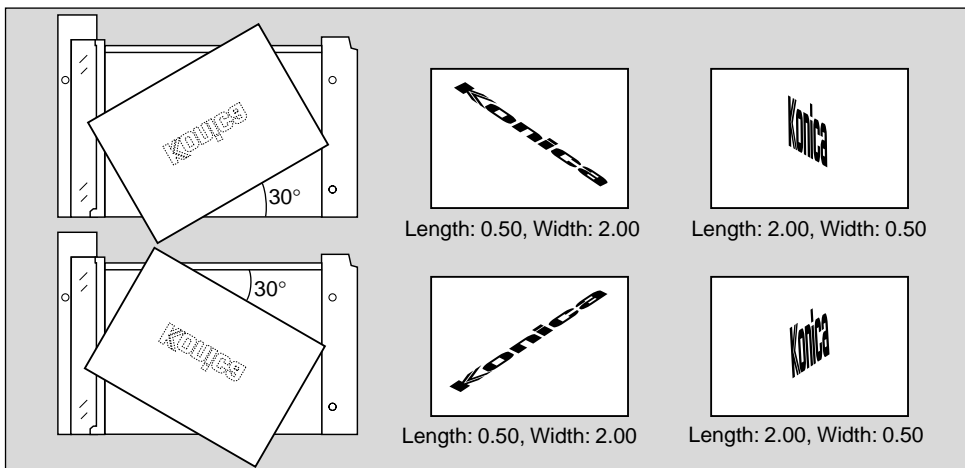 Konica
30°
Konica
Length: 0.50, Width: 2.00
Konica
Length: 2.00, Width: 0.50
Konica
30°
Konica
Length: 0.50, Width: 2.00
Konica
Length: 2.00, Width: 0.50